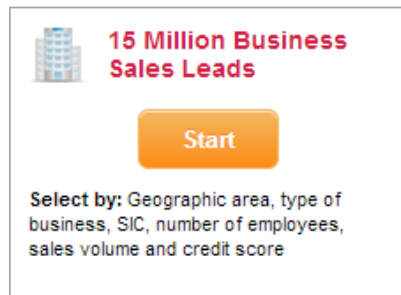 15 Million Business
Sales Leads
Start
Select by: Geographic area, type of
business, SIC, number of employees,
sales volume and credit score